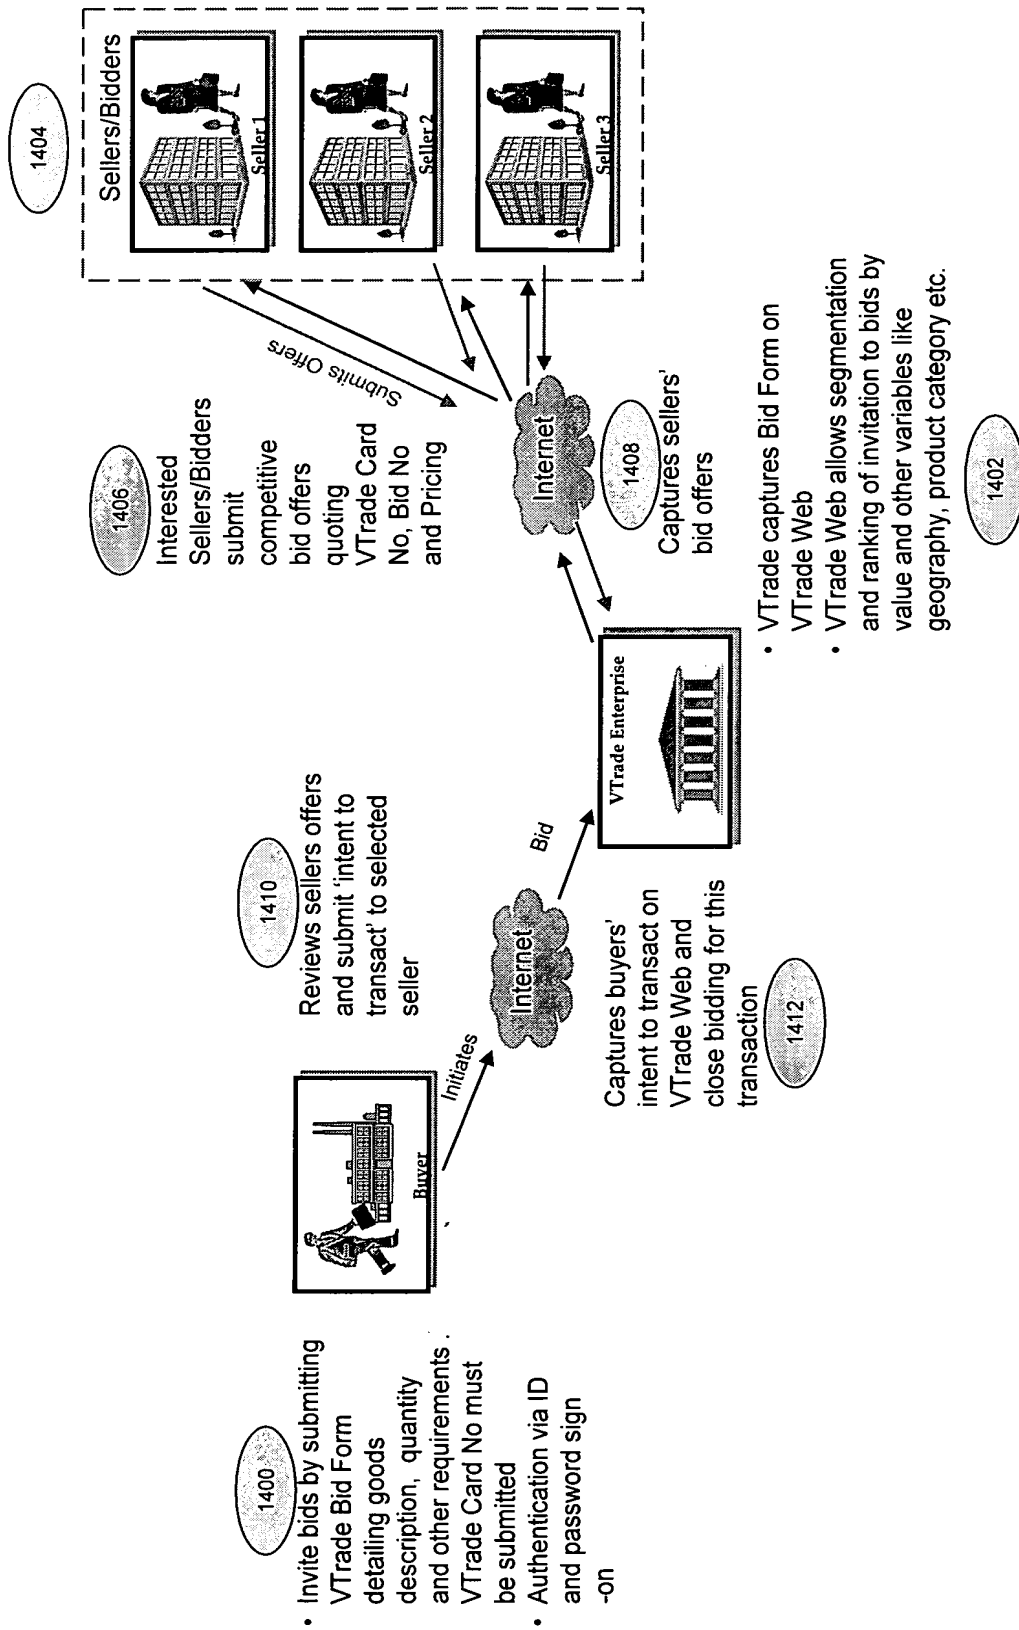 1400
• Invite bids by submitting
VTrade Bid Form
detailing goods
description, quantity
and other requirements .
VTrade Card No must
be submitted
• Authentication via ID
and password sign
-on
Buyer
Initiates
Internet
Bid
1410
Reviews sellers offers
and submit 'intent to
transact' to selected
seller
Captures buyers'
intent to transact on
VTrade Web and
close bidding for this
transaction
1412
VTrade Enterprise
1406
Interested
Sellers/Bidders
submit
competitive
bid offers
quoting
VTrade Card
No, Bid No
and Pricing
Submits Offers
Internet
1408
Captures sellers'
bid offers
• VTrade captures Bid Form on
VTrade Web
• VTrade Web allows segmentation
and ranking of invitation to bids by
value and other variables like
geography, product category etc.
1402
1404
Sellers/Bidders
Seller 1
Seller 2
Seller 3